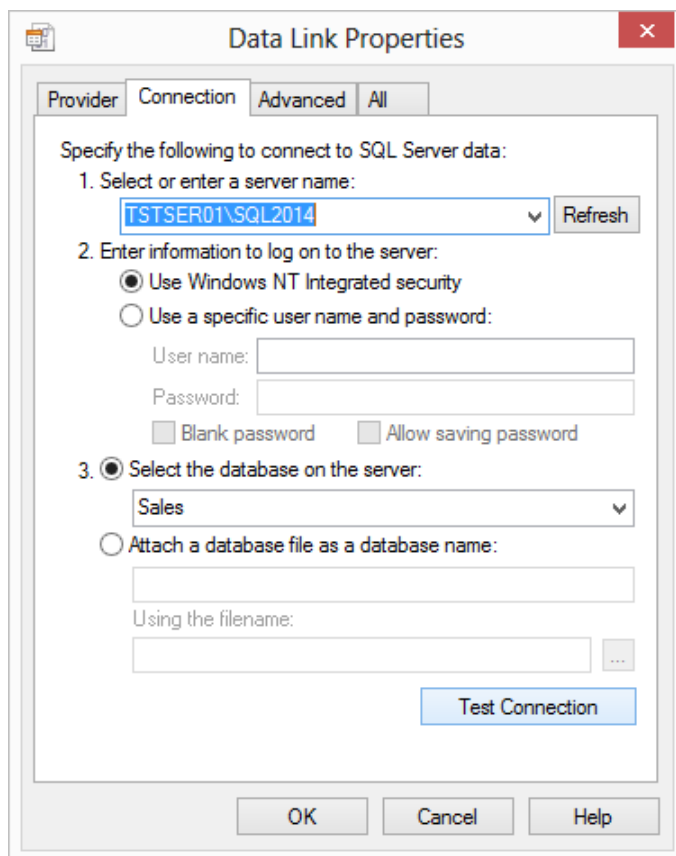 Data Link Properties
Provider Connection Advanced All
Specify the following to connect to SQL Server data:
1. Select or enter a server name:
TSTSER01\SQL2014 Refresh
2. Enter information to log on to the server:
Use Windows NT Integrated security
Use a specific user name and password:
User name:
Password:
Blank password Allow saving password
3. Select the database on the server:
Sales
Attach a database file as a database name:
Using the filename:
...
Test Connection
OK Cancel Help